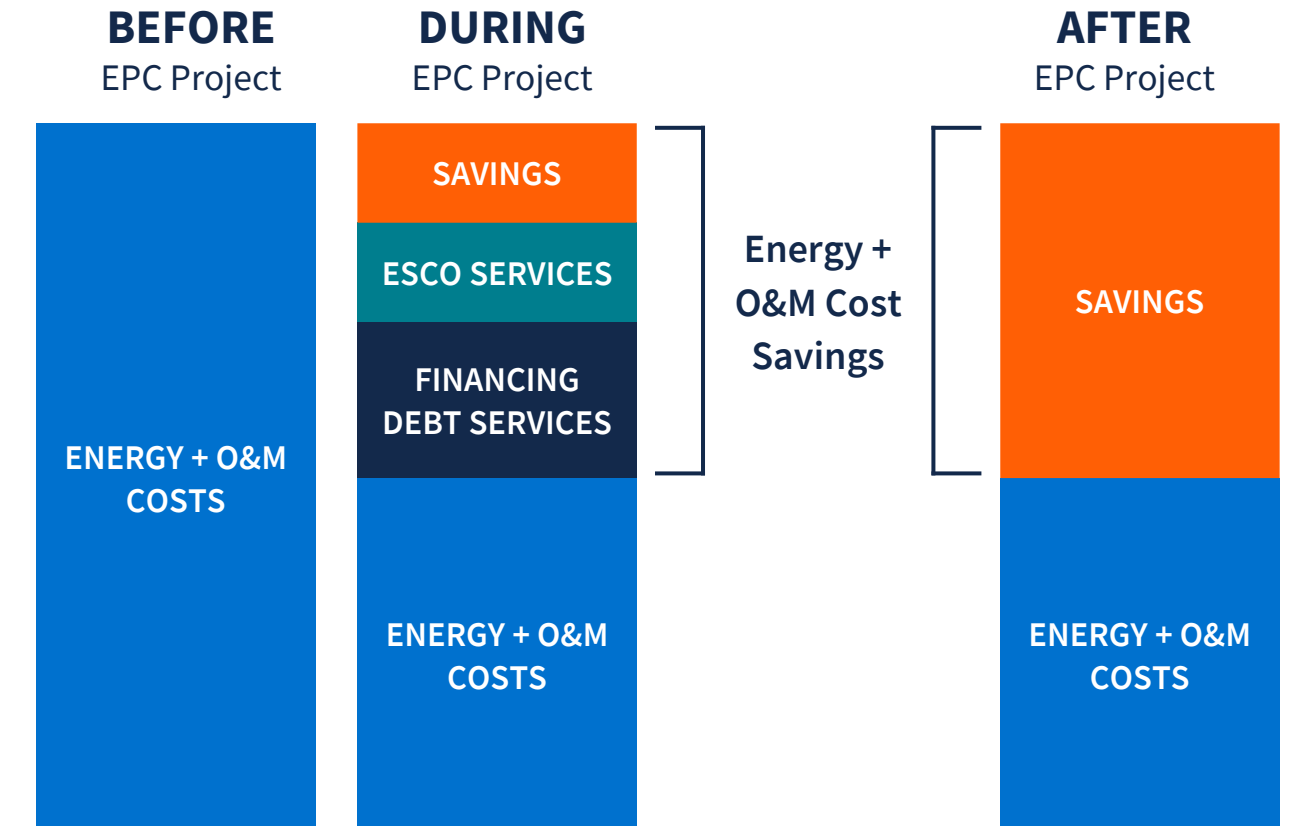 BEFORE
EPC Project
ENERGY + O&M
COSTS
DURING
EPC Project
SAVINGS
ESCO SERVICES
FINANCING
DEBT SERVICES
ENERGY + O&M
COSTS
Energy +
O&M Cost
Savings
AFTER
EPC Project
SAVINGS
ENERGY + O&M
COSTS